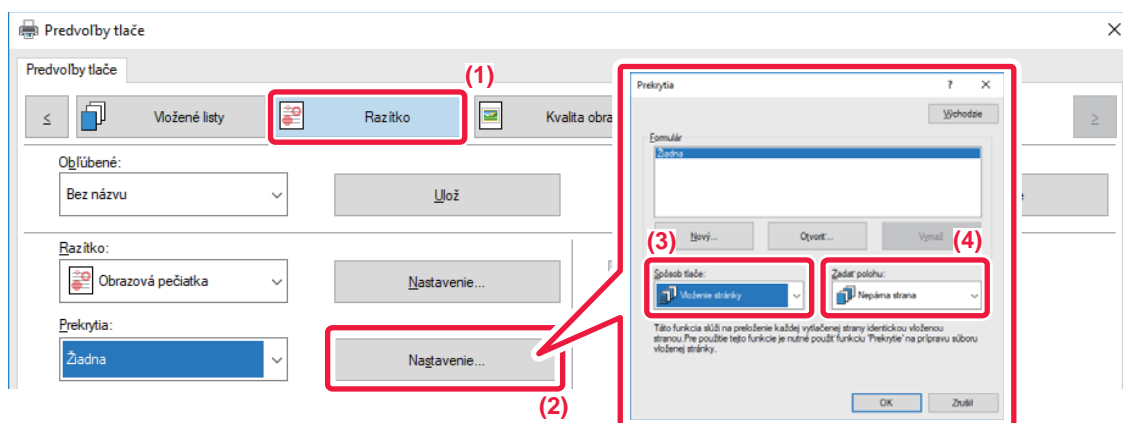 Predvoľby tlače
Predvoľby tlače
(1)
<
Vložené listy
Razítko
Kvalita obra
>
Obľúbené:
Bez názvu
Ulož
Razítko:
Obrazová pečiatka
Nastavenie...
Prekrytia:
Žiadna
Nastavenie...
(2)
Prekrytia
?
Východzie
Formulár
Žiadna
Nový...
Otvoriť...
Vymaž
(3)
(4)
Spôsob tlače:
Vloženie stránky
Zadať polohu:
Nepárna strana
Táto funkcia slúži na preloženie každej vytlačenej strany identickou vloženou
stranou.Pre použitie tejto funkcie je nutné použiť funkciu 'Prekrytie' na prípravu súboru
vloženej stránky.
OK
Zrušiť